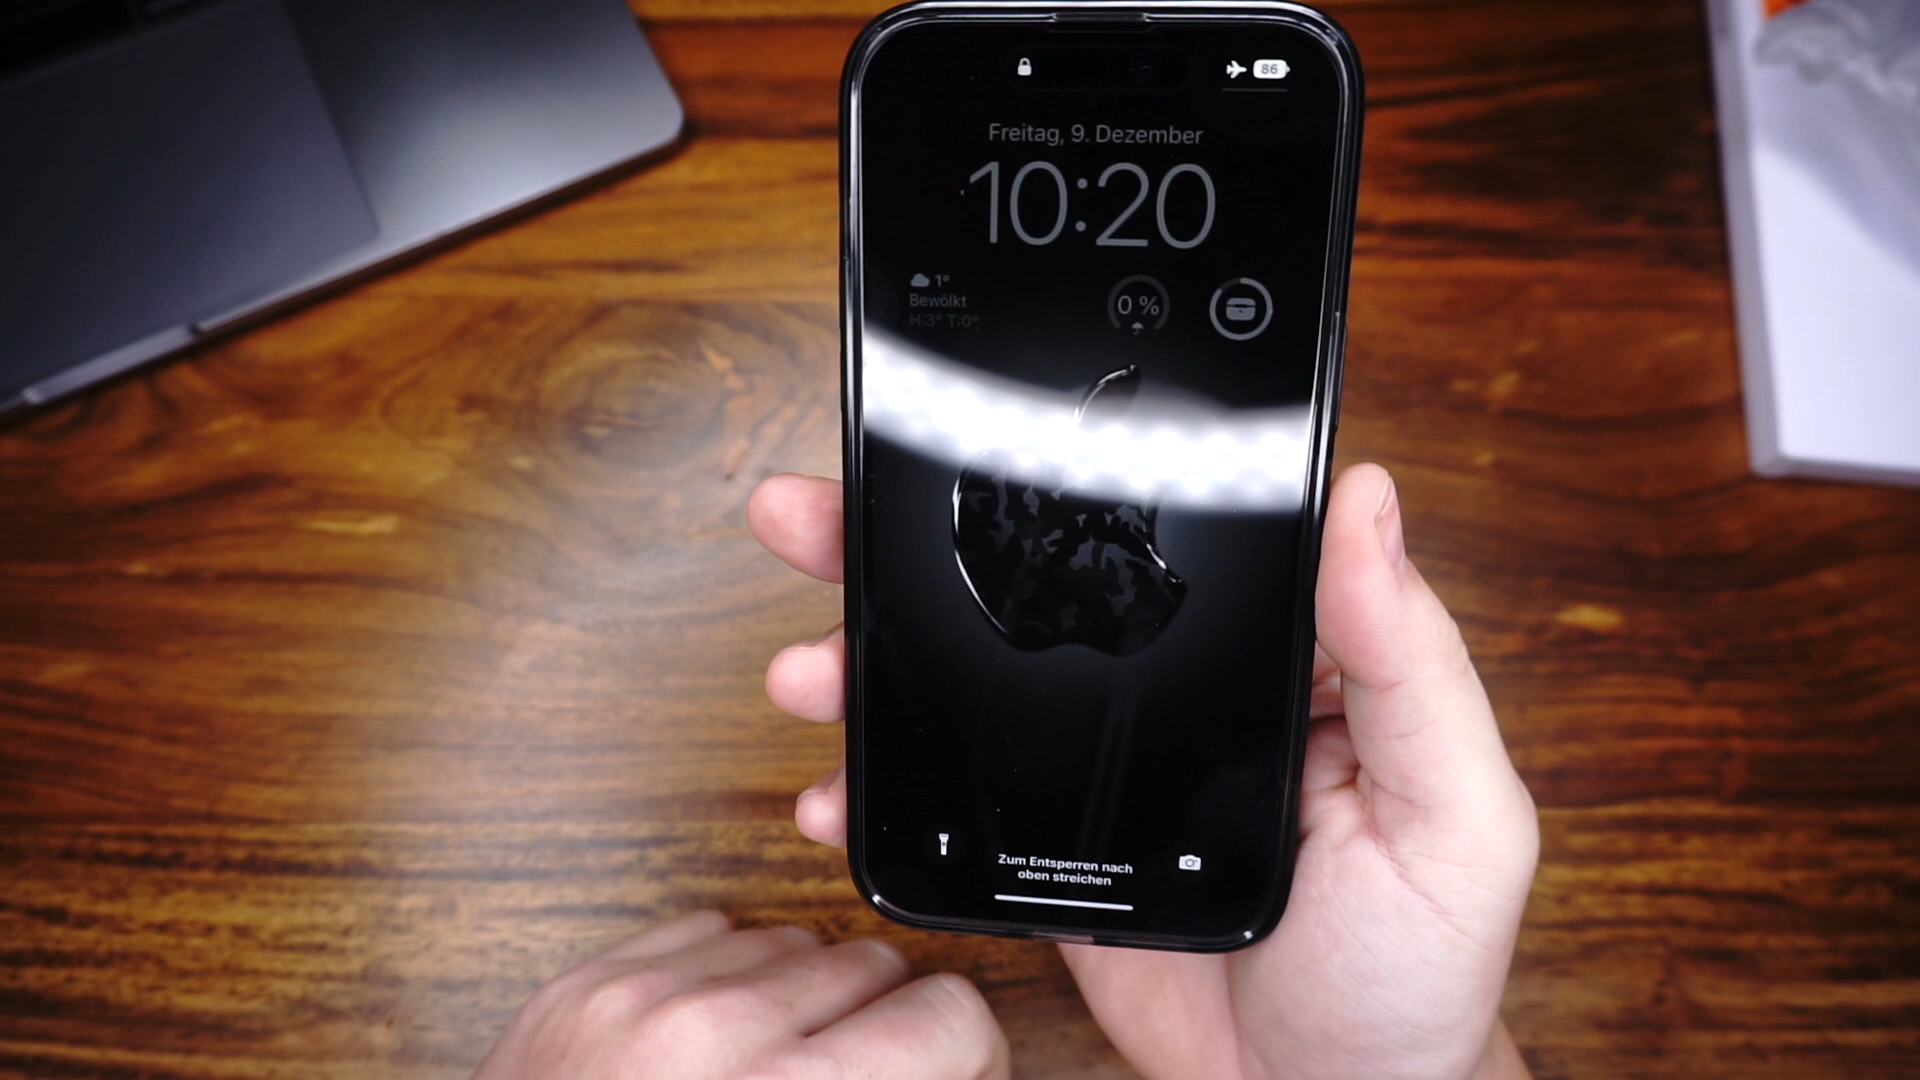 86
Freitag, 9. Dezember
10:20
1°
Bewölkt
H:3° T:0°
0 %
Zum Entsperren nach
oben streichen